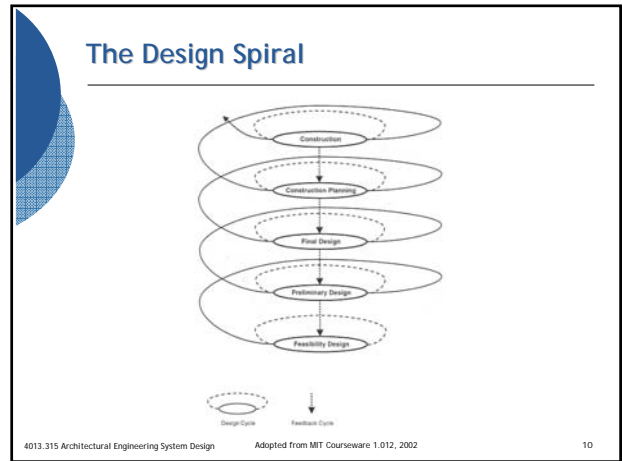 The Design Spiral
Construction
Construction Planning
Final Design
Preliminary Design
Feasibility Design
Design Cycle
Feedback Cycle
4013.315 Architectural Engineering System Design
Adopted from MIT Courseware 1.012, 2002
10